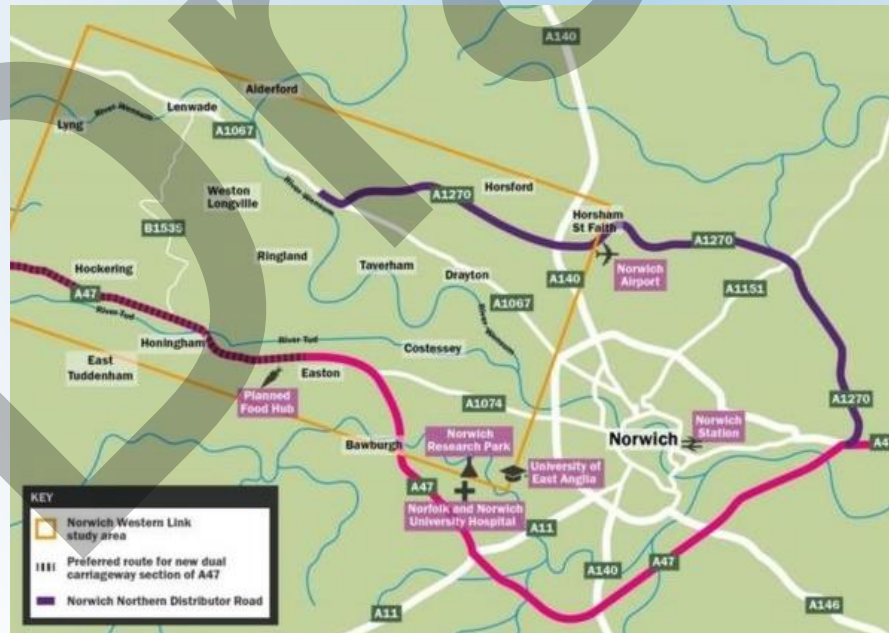 A140
Alderford
Lenwade
River Wensum
Lyng
A1067
Weston
Longville
River Wensum
A1270
Horsford
Horsham
St Faith
A1270
B1535
Ringland
Taverham
Norwich
Airport
Hockering
Drayton
A140
A1151
A47
A1067
River Tud
River Wensum
Honingham
River Tud
Costessey
East
Tuddenham
Easton
Planned
Food Hub
A1074
A1270
Norwich
Station
Norwich
Bawburgh
Norwich
Research Park
A4
University of
East Anglia
A47
Norfolk and Norwich
University Hospital
A11
A47
A140
A146
A11
KEY
Norwich Western Link
study area
Preferred route for new dual
carriageway section of A47
Norwich Northern Distributor Road